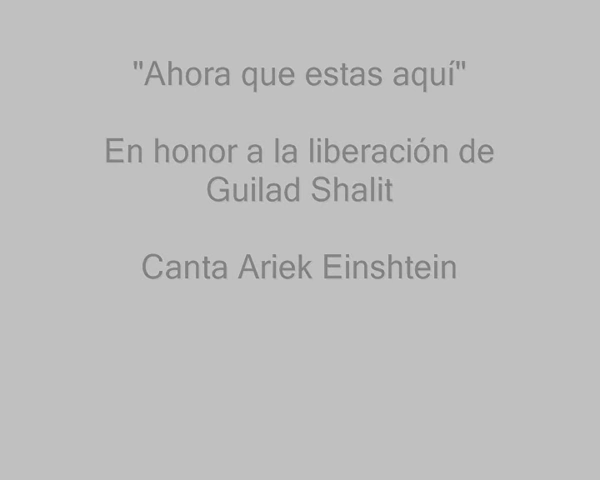 "Ahora que estas aquí"
En honor a la liberación de
Guilad Shalit
Canta Ariek Einshtein